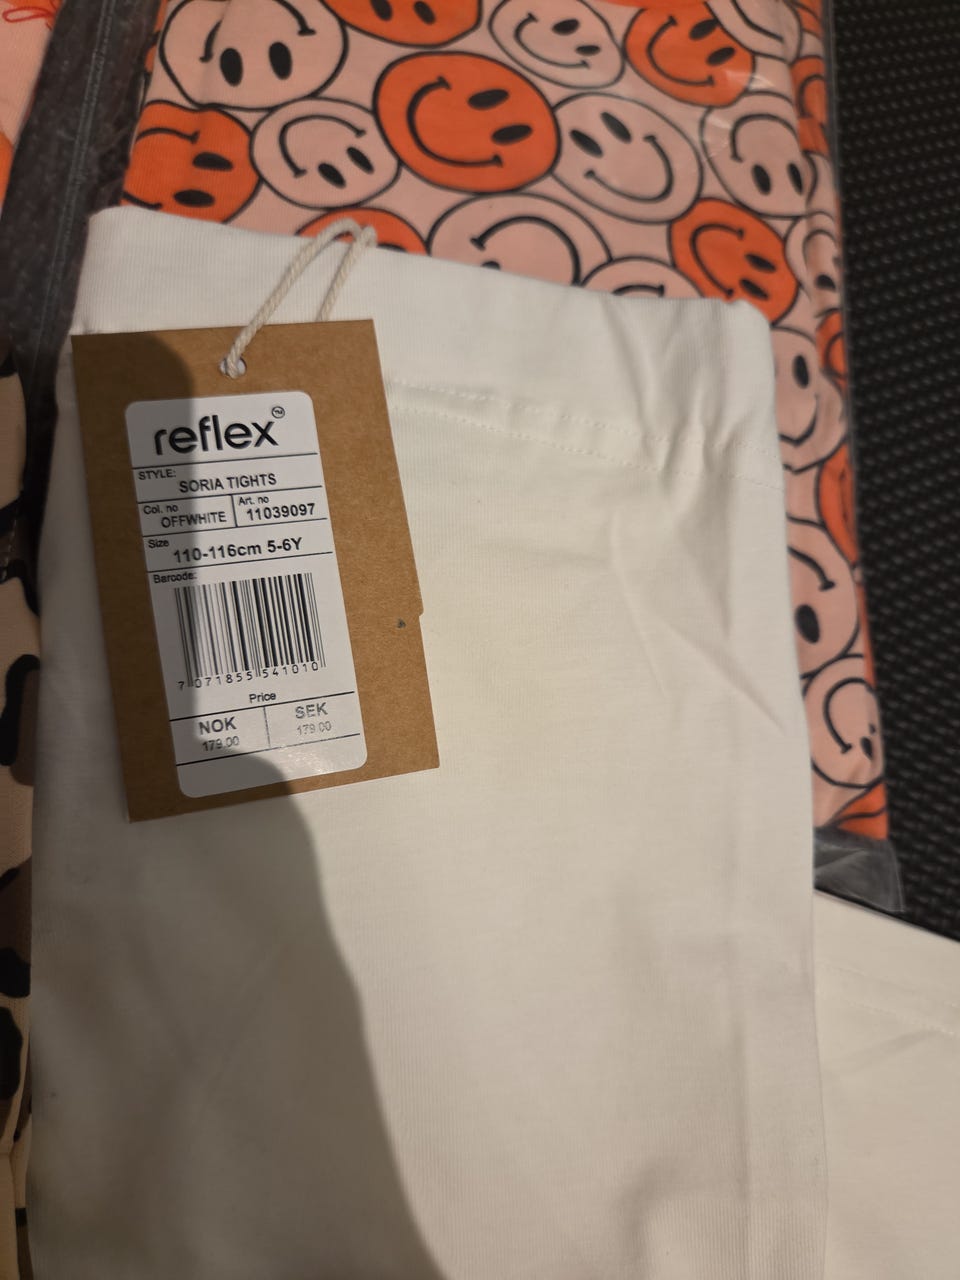 reflex™
STYLE:
SORIA TIGHTS
Col. no
OFFWHITE
Art. no
11039097
Size
110-116cm 5-6Y
Barcode:
7 071855 541010
Price
NOK
179.00
SEK
179.00